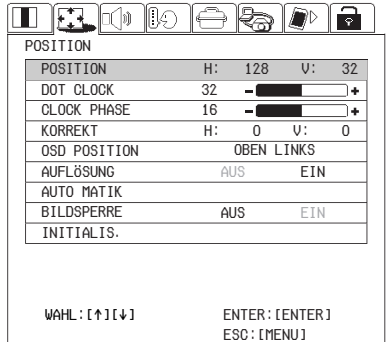 POSITION
POSITION H: 128 V: 32
DOT CLOCK 32 - +
CLOCK PHASE 16 - +
KORREKT H: 0 V: 0
OSD POSITION OBEN LINKS
AUFLöSUNG AUS EIN
AUTO MATIK
BILDSPERRE AUS EIN
INITIALIS.
WAHL:[↑][↓] ENTER:[ENTER]
ESC:[MENU]